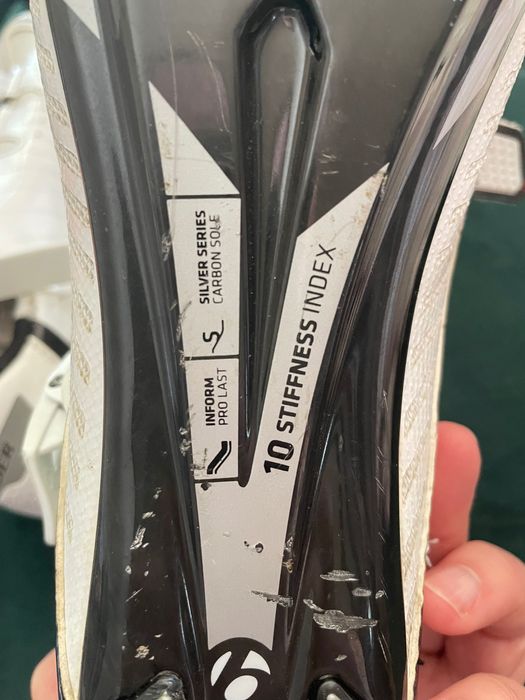 SILVER SERIES
CARBON SOLE
S
INFORM
PRO LAST
10 STIFFNESS INDEX